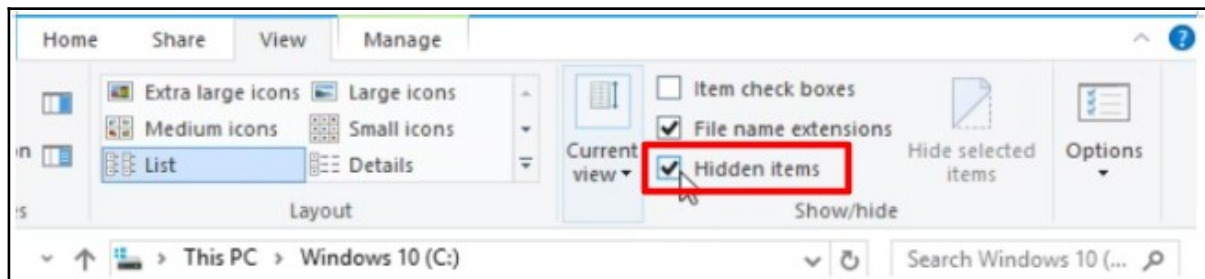 Home Share View Manage
Extra large icons Large icons
Medium icons Small icons
List Details
Current view
Item check boxes
File name extensions
Hidden items
Hide selected items
Options
Layout Show/hide
This PC > Windows 10 (C:) Search Windows 10 (...